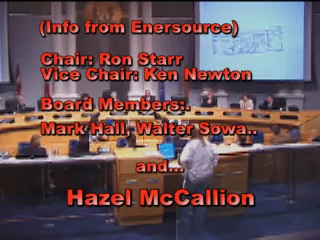 (Info from Enersource)
Chair: Ron Starr
Vice Chair: Ken Newton
Board Members:.
Mark Hall, Walter Sowa..
and...
Hazel McCallion